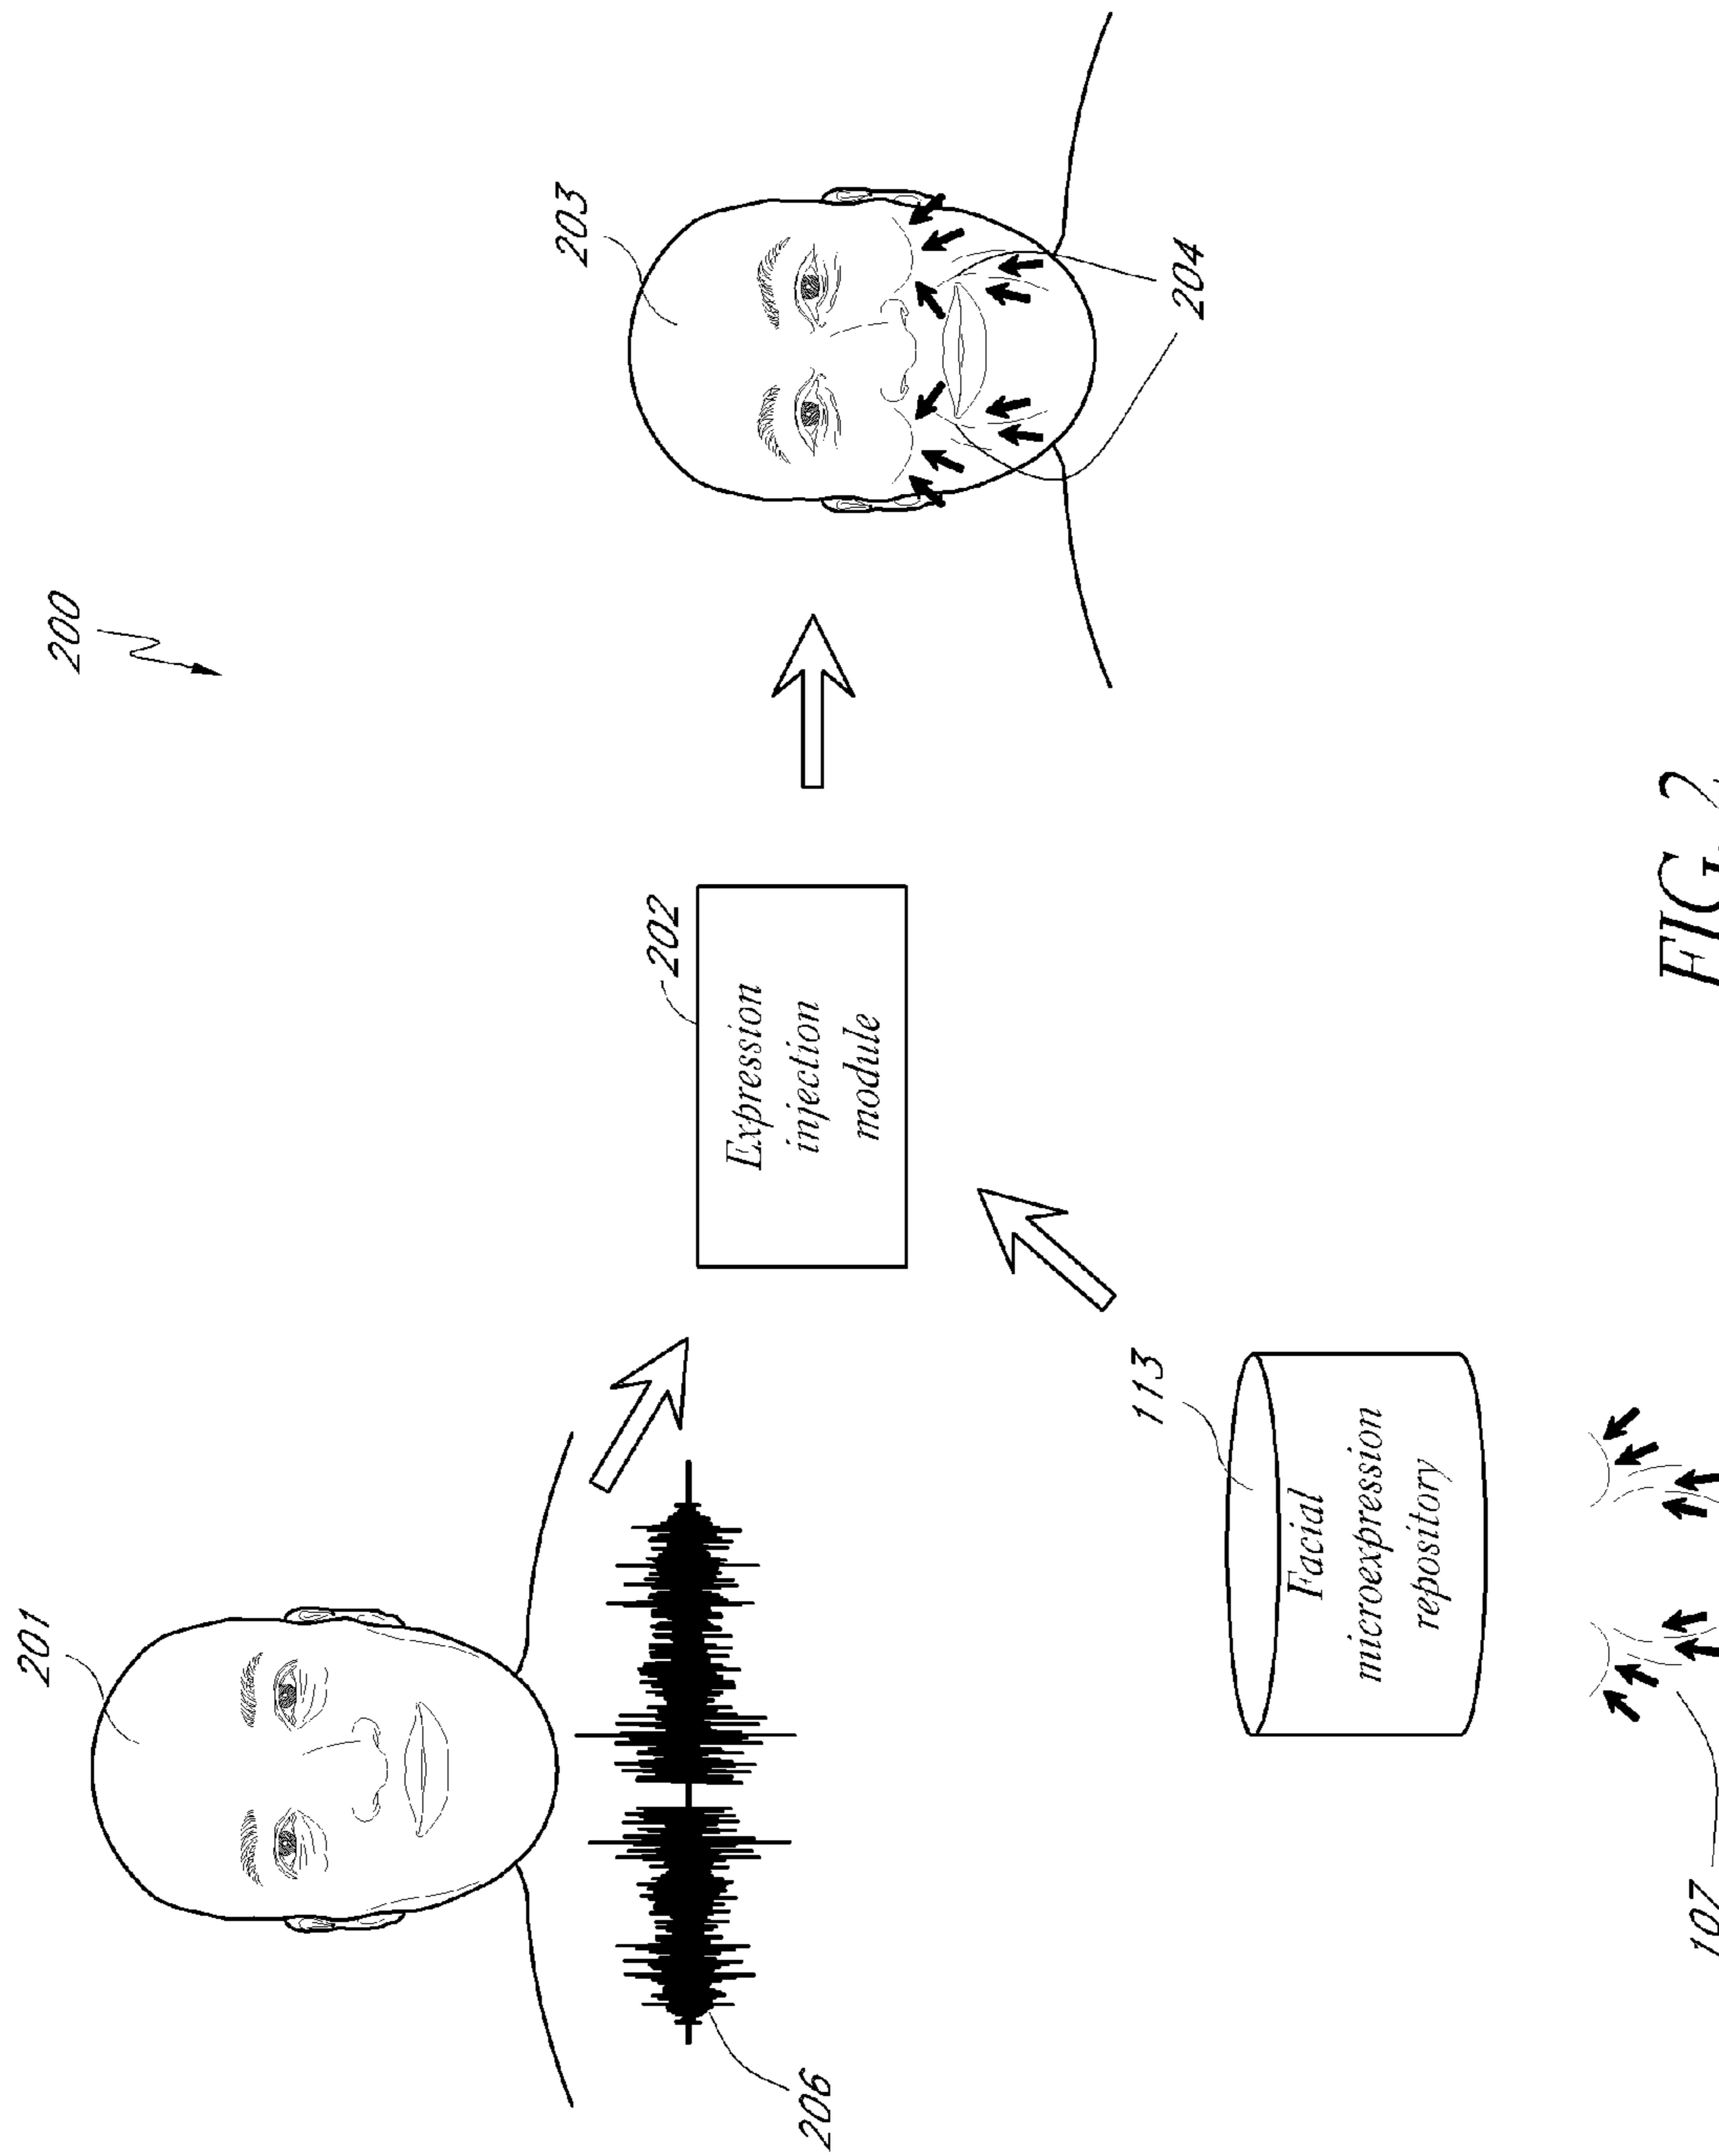 200
201
206
202
Expression
injection
module
203
204
113
Facial
microexpression
repository
107
FIG. 2